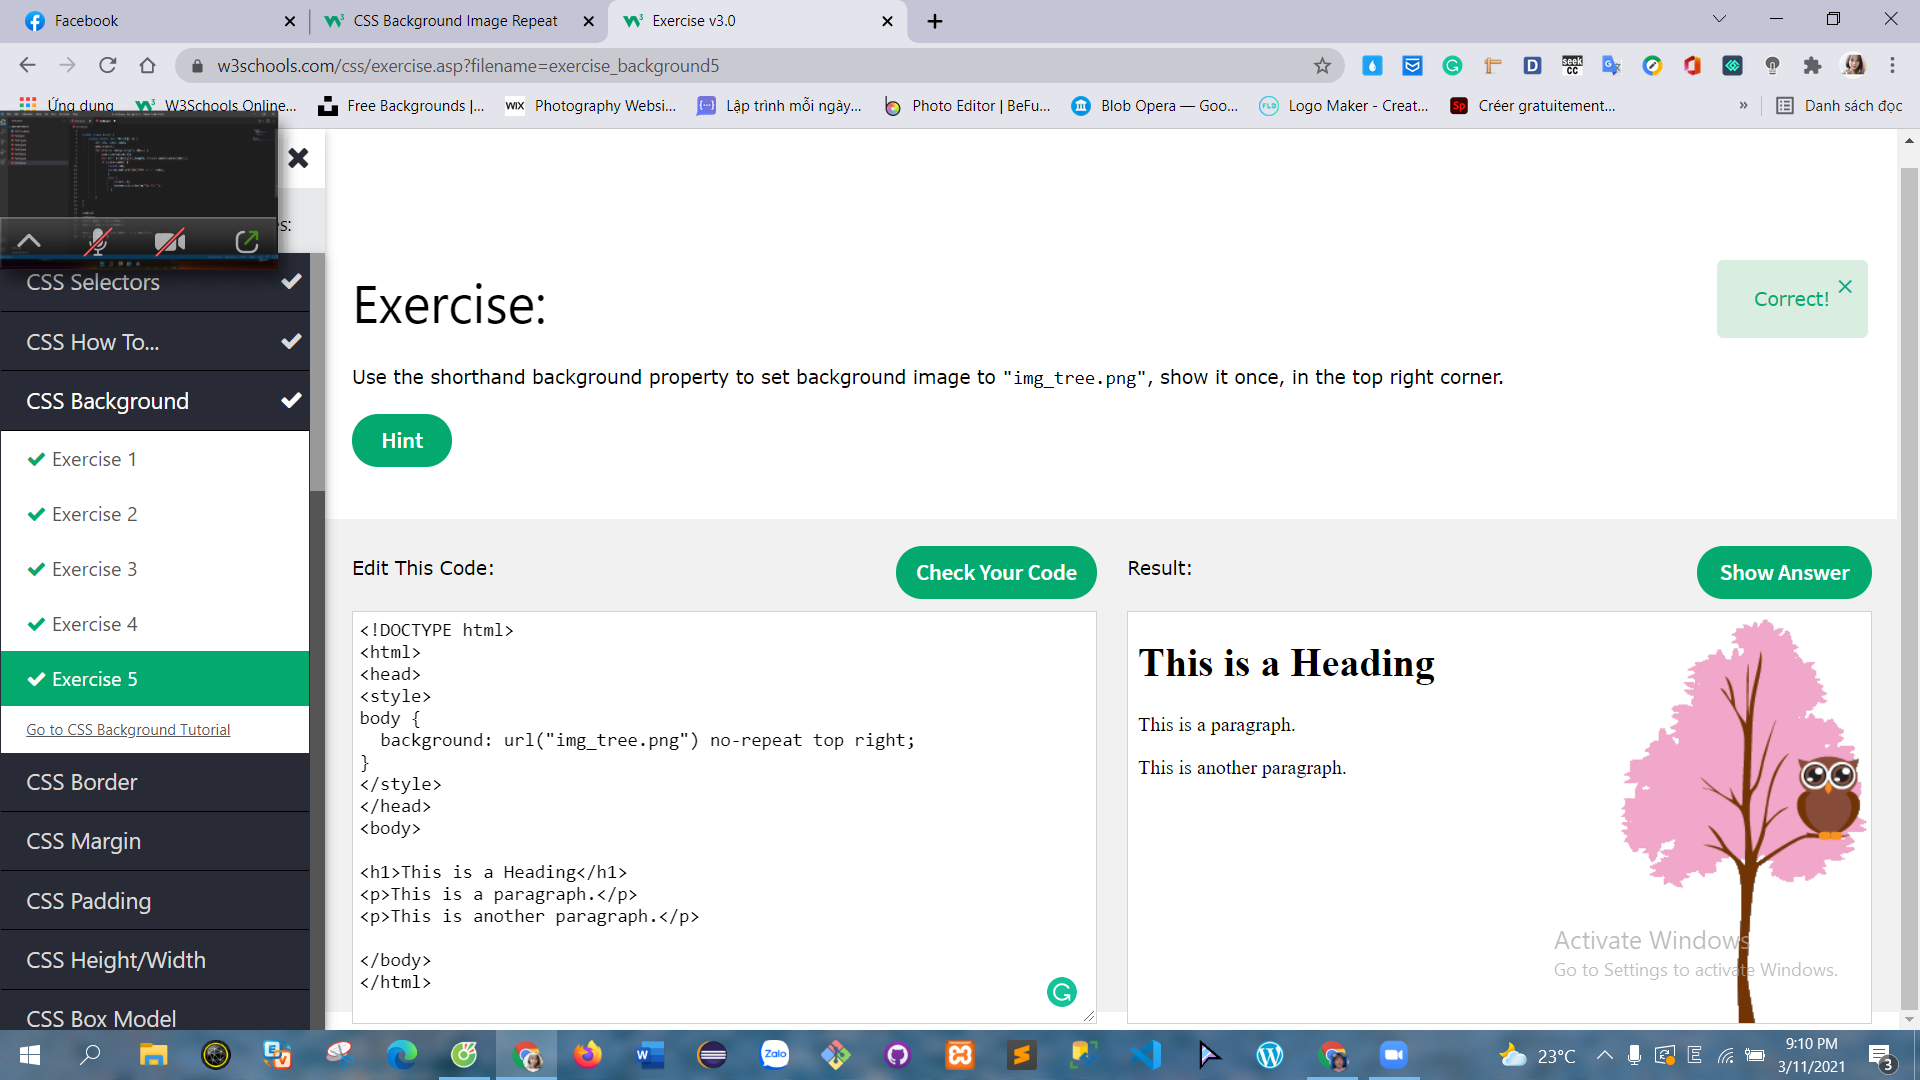 Facebook
CSS Background Image Repeat
Exercise v3.0
w3schools.com/css/exercise.asp?filename=exercise_background5
Ứng dụng
W3Schools Online...
Free Backgrounds |...
WIX
Photography Websi...
Lập trình mỗi ngày...
Photo Editor | BeFu...
Blob Opera — Goo...
Logo Maker - Creat...
Créer gratuitement...
»
Danh sách đọc
s:
CSS Selectors
CSS How To...
CSS Background
Exercise 1
Exercise 2
Exercise 3
Exercise 4
Exercise 5
Go to CSS Background Tutorial
CSS Border
CSS Margin
CSS Padding
CSS Height/Width
CSS Box Model
Exercise:
Correct!
Use the shorthand background property to set background image to "img_tree.png", show it once, in the top right corner.
Hint
Edit This Code:
Check Your Code
Result:
Show Answer
<!DOCTYPE html>
<html>
<head>
<style>
body {
  background: url("img_tree.png") no-repeat top right;
}
</style>
</head>
<body>
<h1>This is a Heading</h1>
<p>This is a paragraph.</p>
<p>This is another paragraph.</p>
</body>
</html>
This is a Heading
This is a paragraph.
This is another paragraph.
Activate Windows
Go to Settings to activate Windows.
Zalo
23°C
9:10 PM
3/11/2021
3